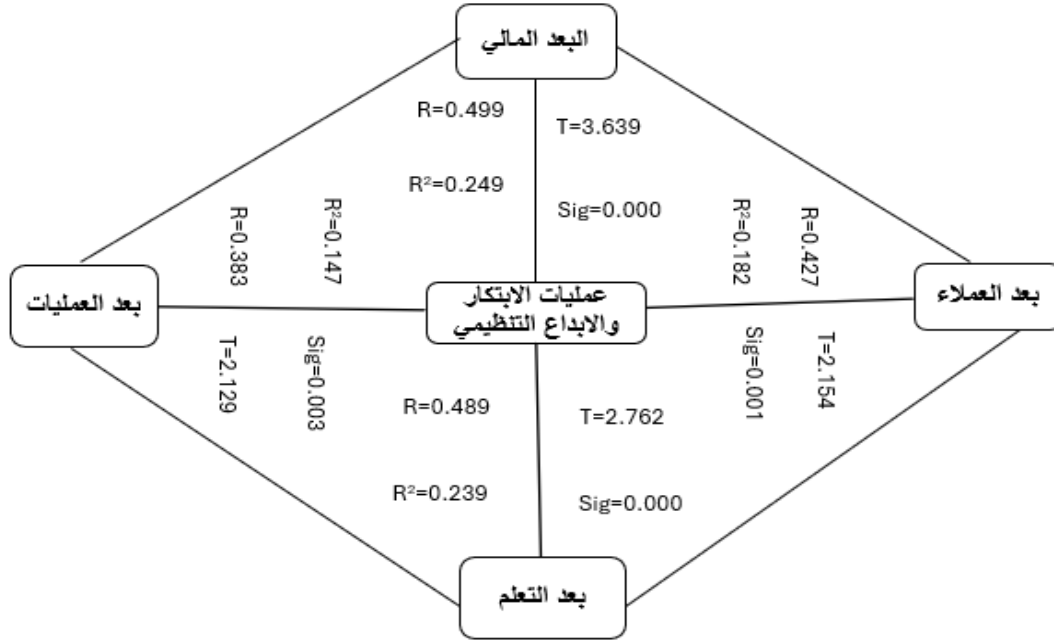 البعد المالي
R=0.499
T=3.639
R²=0.249
Sig=0.000
R=0.427
R²=0.182
R²=0.147
R=0.383
بعد العملاء
عمليات الابتكار
والابداع التنظيمي
بعد العمليات
T=2.154
Sig=0.001
Sig=0.003
T=2.129
R=0.489
T=2.762
R²=0.239
Sig=0.000
بعد التعلم